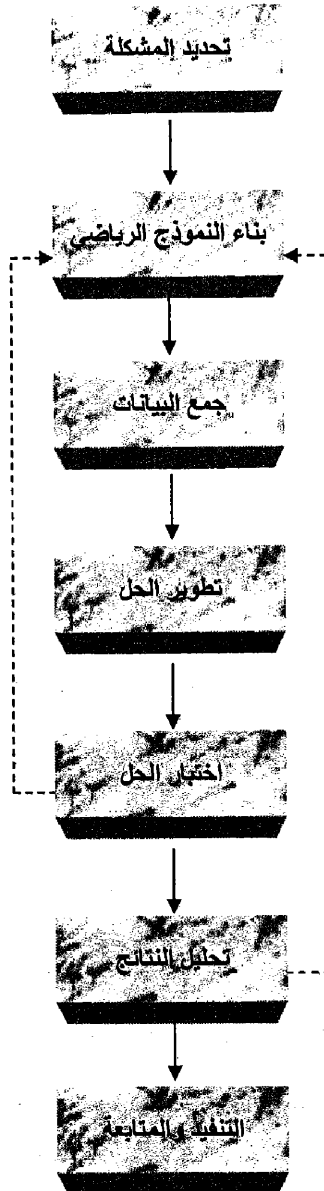 تحديد المشكلة
بناء النموذج الرياضي
جمع البيانات
تطوير الحل
اختبار الحل
تحليل النتائج
التنفيذ والمتابعة